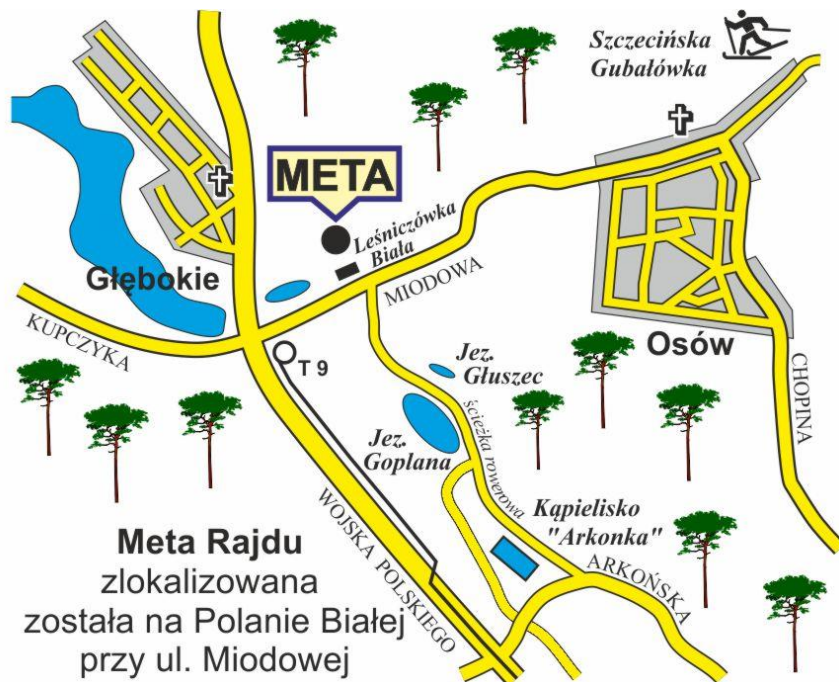 Szczecińska
Gubałówka
META
Leśniczówka
Biała
Głębokie
MIODOWA
KUPCZYKA
Osów
T 9
Jez.
Głuszec
CHOPINA
ścieżka rowerowa
Jez.
Goplana
Kąpielisko
"Arkonka"
WOJSKA POLSKIEGO
ARKOŃSKA
Meta Rajdu
zlokalizowana
została na Polanie Białej
przy ul. Miodowej